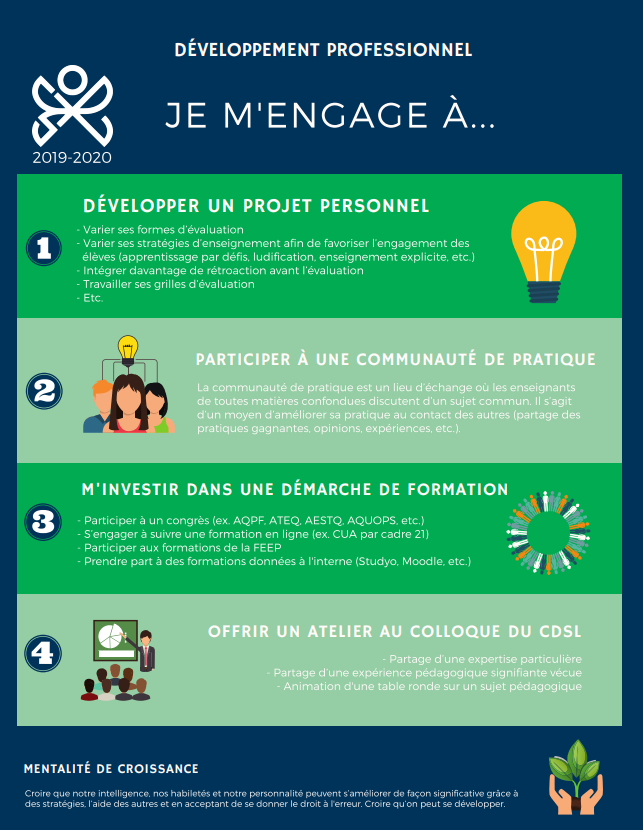 DÉVELOPPEMENT PROFESSIONNEL
JE M'ENGAGE À...
2019-2020
1
DÉVELOPPER UN PROJET PERSONNEL
- Varier ses formes d'évaluation
- Varier ses stratégies d'enseignement afin de favoriser l'engagement des
élèves (apprentissage par défis, ludification, enseignement explicite, etc.)
- Intégrer davantage de rétroaction avant l'évaluation
- Travailler ses grilles d'évaluation
- Etc.
2
PARTICIPER À UNE COMMUNAUTÉ DE PRATIQUE
La communauté de pratique est un lieu d'échange où les enseignants
de toutes matières confondues discutent d'un sujet commun. Il s'agit
d'un moyen d'améliorer sa pratique au contact des autres (partage des
pratiques gagnantes, opinions, expériences, etc.).
3
M'INVESTIR DANS UNE DÉMARCHE DE FORMATION
- Participer à un congrès (ex. AQPF, ATEQ, AESTQ, AQUOPS, etc.)
- S'engager à suivre une formation en ligne (ex. CUA par cadre 21)
- Participer aux formations de la FEEP
- Prendre part à des formations données à l'interne (Studyo, Moodle, etc.)
4
OFFRIR UN ATELIER AU COLLOQUE DU CDSL
- Partage d'une expertise particulière
- Partage d'une expérience pédagogique signifiante vécue
- Animation d'une table ronde sur un sujet pédagogique
MENTALITÉ DE CROISSANCE
Croire que notre intelligence, nos habiletés et notre personnalité peuvent s'améliorer de façon significative grâce à
des stratégies, l'aide des autres et en acceptant de se donner le droit à l'erreur. Croire qu'on peut se développer.